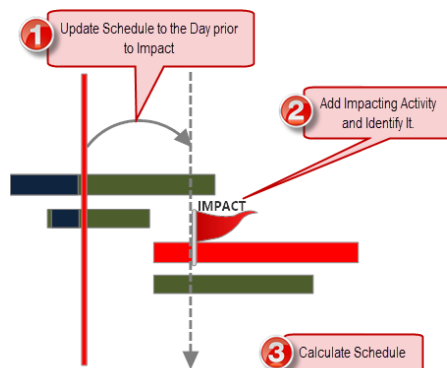 1
Update Schedule to the Day prior
to Impact
2
Add Impacting Activity
and Identify It.
IMPACT
3
Calculate Schedule